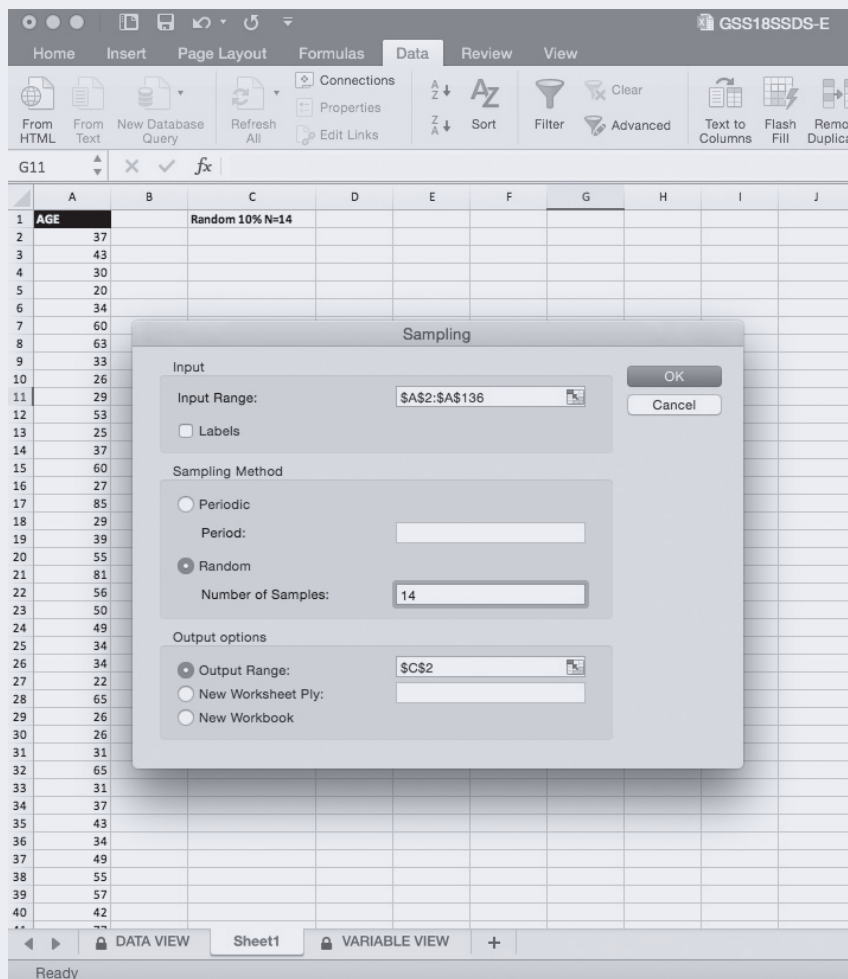 GSS18SSDS-E
Home Insert Page Layout Formulas Data Review View
From HTML
From Text
New Database Query
Refresh All
Connections
Properties
Edit Links
A Z
Z A
AZ
Sort
Filter
Clear
Advanced
Text to Columns
Flash Fill
Remo
Duplica
G11 fx
A B C D E F G H I J
1 AGE Random 10% N=14
2 37
3 43
4 30
5 20
6 34
7 60
8 63
9 33
10 26
11 29
12 53
13 25
14 37
15 60
16 27
17 85
18 29
19 39
20 55
21 81
22 56
23 50
24 49
25 34
26 34
27 22
28 65
29 26
30 26
31 31
32 65
33 31
34 37
35 43
36 34
37 49
38 55
39 57
40 42
Sampling
Input
Input Range: $A$2:$A$136
Labels
Sampling Method
Periodic
Period:
Random
Number of Samples: 14
Output options
Output Range: $C$2
New Worksheet Ply:
New Workbook
OK
Cancel
DATA VIEW Sheet1 VARIABLE VIEW +
Ready